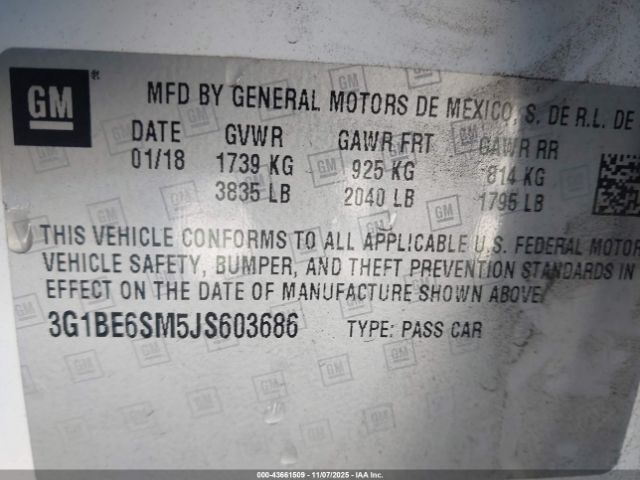 GM®
MFD BY GENERAL MOTORS DE MEXICO, S. DE R.L. DE
DATE GVWR GAWR FRT GAWR RR
01/18 1739 KG 925 KG 814 KG
3835 LB 2040 LB 1795 LB
THIS VEHICLE CONFORMS TO ALL APPLICABLE U.S. FEDERAL MOTOR
VEHICLE SAFETY, BUMPER, AND THEFT PREVENTION STANDARDS IN
EFFECT ON THE DATE OF MANUFACTURE SHOWN ABOVE.
3G1BE6SM5JS603686 TYPE: PASS CAR
000-43661509 - 11/07/2025 - IAAI.COM